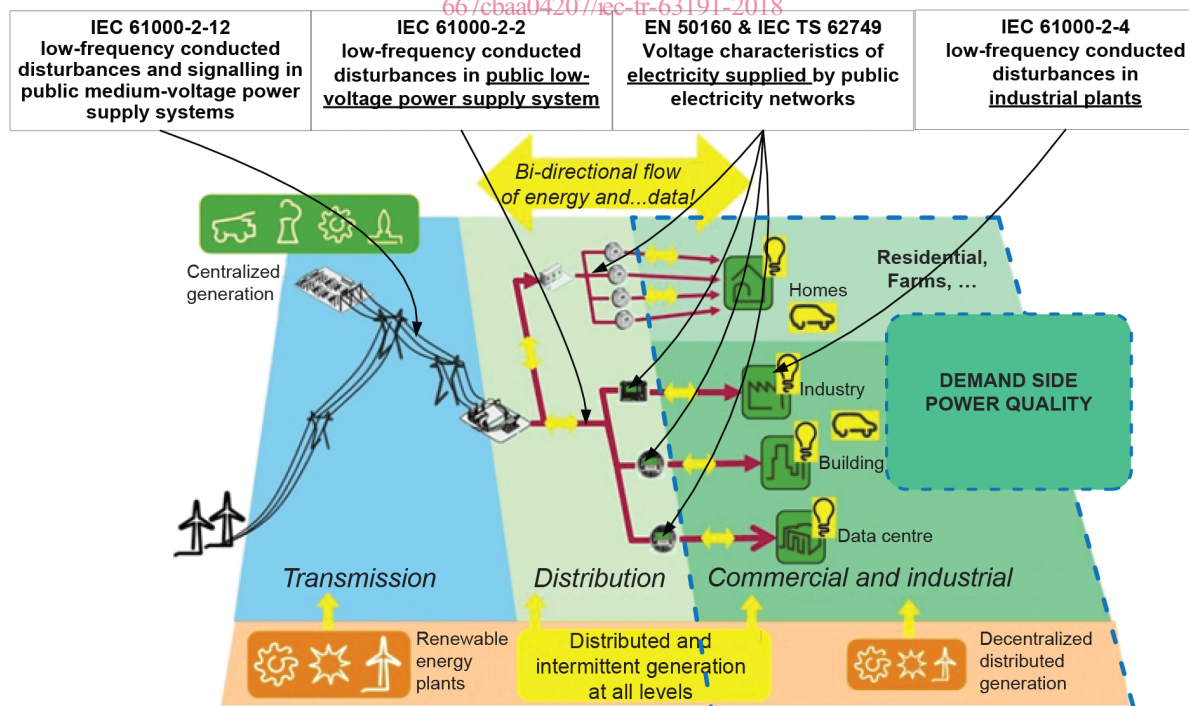 667cbaa04207/iec-tr-63191-2018
IEC 61000-2-12
low-frequency conducted
disturbances and signalling in
public medium-voltage power
supply systems
IEC 61000-2-2
low-frequency conducted
disturbances in public low-
voltage power supply system
EN 50160 & IEC TS 62749
Voltage characteristics of
electricity supplied by public
electricity networks
IEC 61000-2-4
low-frequency conducted
disturbances in
industrial plants
Bi-directional flow
of energy and...data!
Centralized
generation
Residential,
Farms, …
Homes
Industry
DEMAND SIDE
POWER QUALITY
Building
Data centre
Transmission
Distribution
Commercial and industrial
Renewable
energy
plants
Distributed and
intermittent generation
at all levels
Decentralized
distributed
generation